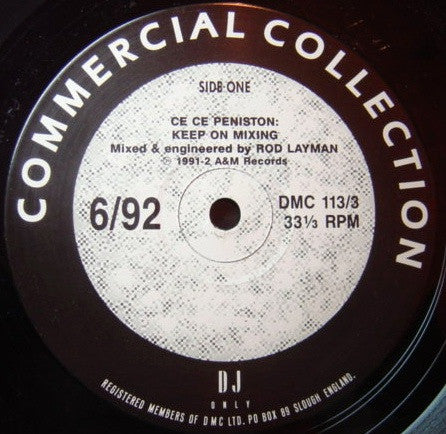 COMMERCIAL COLLECTION
SIDE ONE
CE CE PENISTON:
KEEP ON MIXING
Mixed & engineered by ROD LAYMAN
℗ 1991-2 A&M Records
6/92
DMC 113/3
33⅓ RPM
DJ
ONLY
REGISTERED MEMBERS OF DMC LTD. PO BOX 89 SLOUGH ENGLAND.